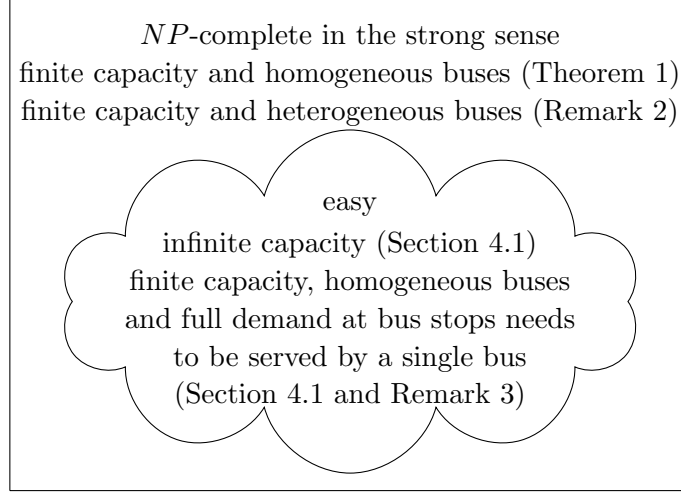 NP-complete in the strong sense
finite capacity and homogeneous buses (Theorem 1)
finite capacity and heterogeneous buses (Remark 2)
easy
infinite capacity (Section 4.1)
finite capacity, homogeneous buses
and full demand at bus stops needs
to be served by a single bus
(Section 4.1 and Remark 3)